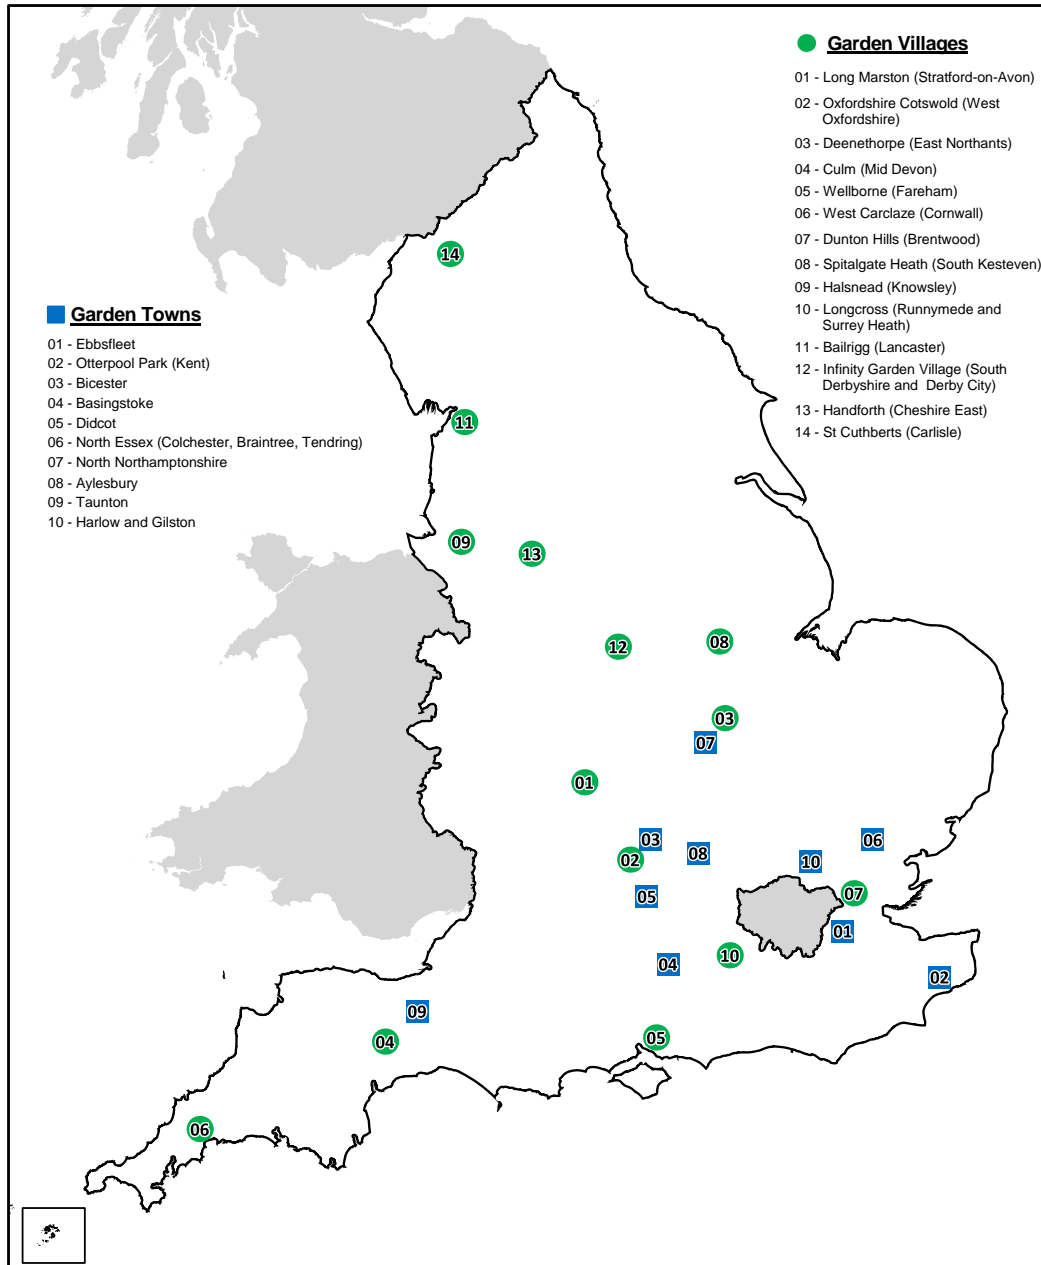 Garden Villages
01 - Long Marston (Stratford-on-Avon)
02 - Oxfordshire Cotswold (West
Oxfordshire)
03 - Deenethorpe (East Northants)
04 - Culm (Mid Devon)
05 - Wellborne (Fareham)
06 - West Carclaze (Cornwall)
07 - Dunton Hills (Brentwood)
08 - Spitalgate Heath (South Kesteven)
09 - Halsnead (Knowsley)
10 - Longcross (Runnymede and
Surrey Heath)
11 - Bailrigg (Lancaster)
12 - Infinity Garden Village (South
Derbyshire and Derby City)
13 - Handforth (Cheshire East)
14 - St Cuthberts (Carlisle)
Garden Towns
01 - Ebbsfleet
02 - Otterpool Park (Kent)
03 - Bicester
04 - Basingstoke
05 - Didcot
06 - North Essex (Colchester, Braintree, Tendring)
07 - North Northamptonshire
08 - Aylesbury
09 - Taunton
10 - Harlow and Gilston
14
11
09
13
12
08
03
07
01
03
06
02
08
10
05
07
01
10
04
02
09
04
05
06